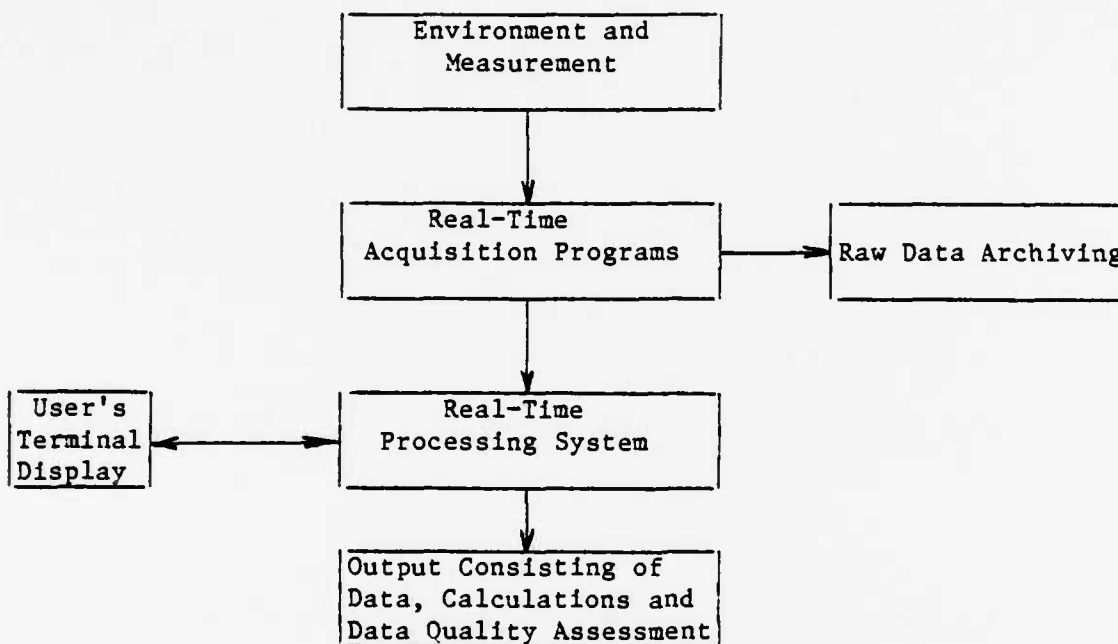 Environment and
Measurement
Real-Time
Acquisition Programs
Raw Data Archiving
User's
Terminal
Display
Real-Time
Processing System
Output Consisting of
Data, Calculations and
Data Quality Assessment